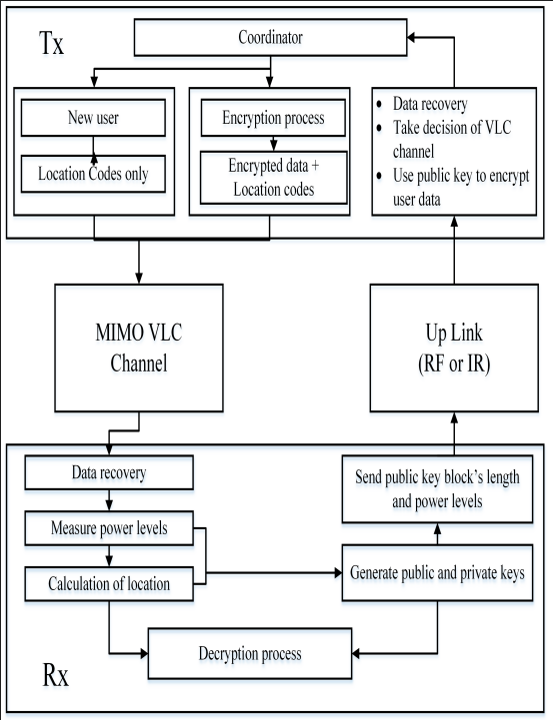 Tx
Coordinator
New user
Location Codes only
Encryption process
Encrypted data +
Location codes
• Data recovery
• Take decision of VLC
channel
• Use public key to encrypt
user data
MIMO VLC
Channel
Up Link
(RF or IR)
Data recovery
Measure power levels
Calculation of location
Send public key block's length
and power levels
Generate public and private keys
Decryption process
Rx